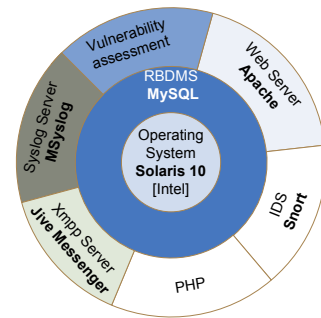 Vulnerability
assessment
Web Server
Apache
IDS
Snort
PHP
Xmpp Server
Jive Messenger
Syslog Server
MSyslog
RBDMS
MySQL
Operating
System
Solaris 10
[Intel]